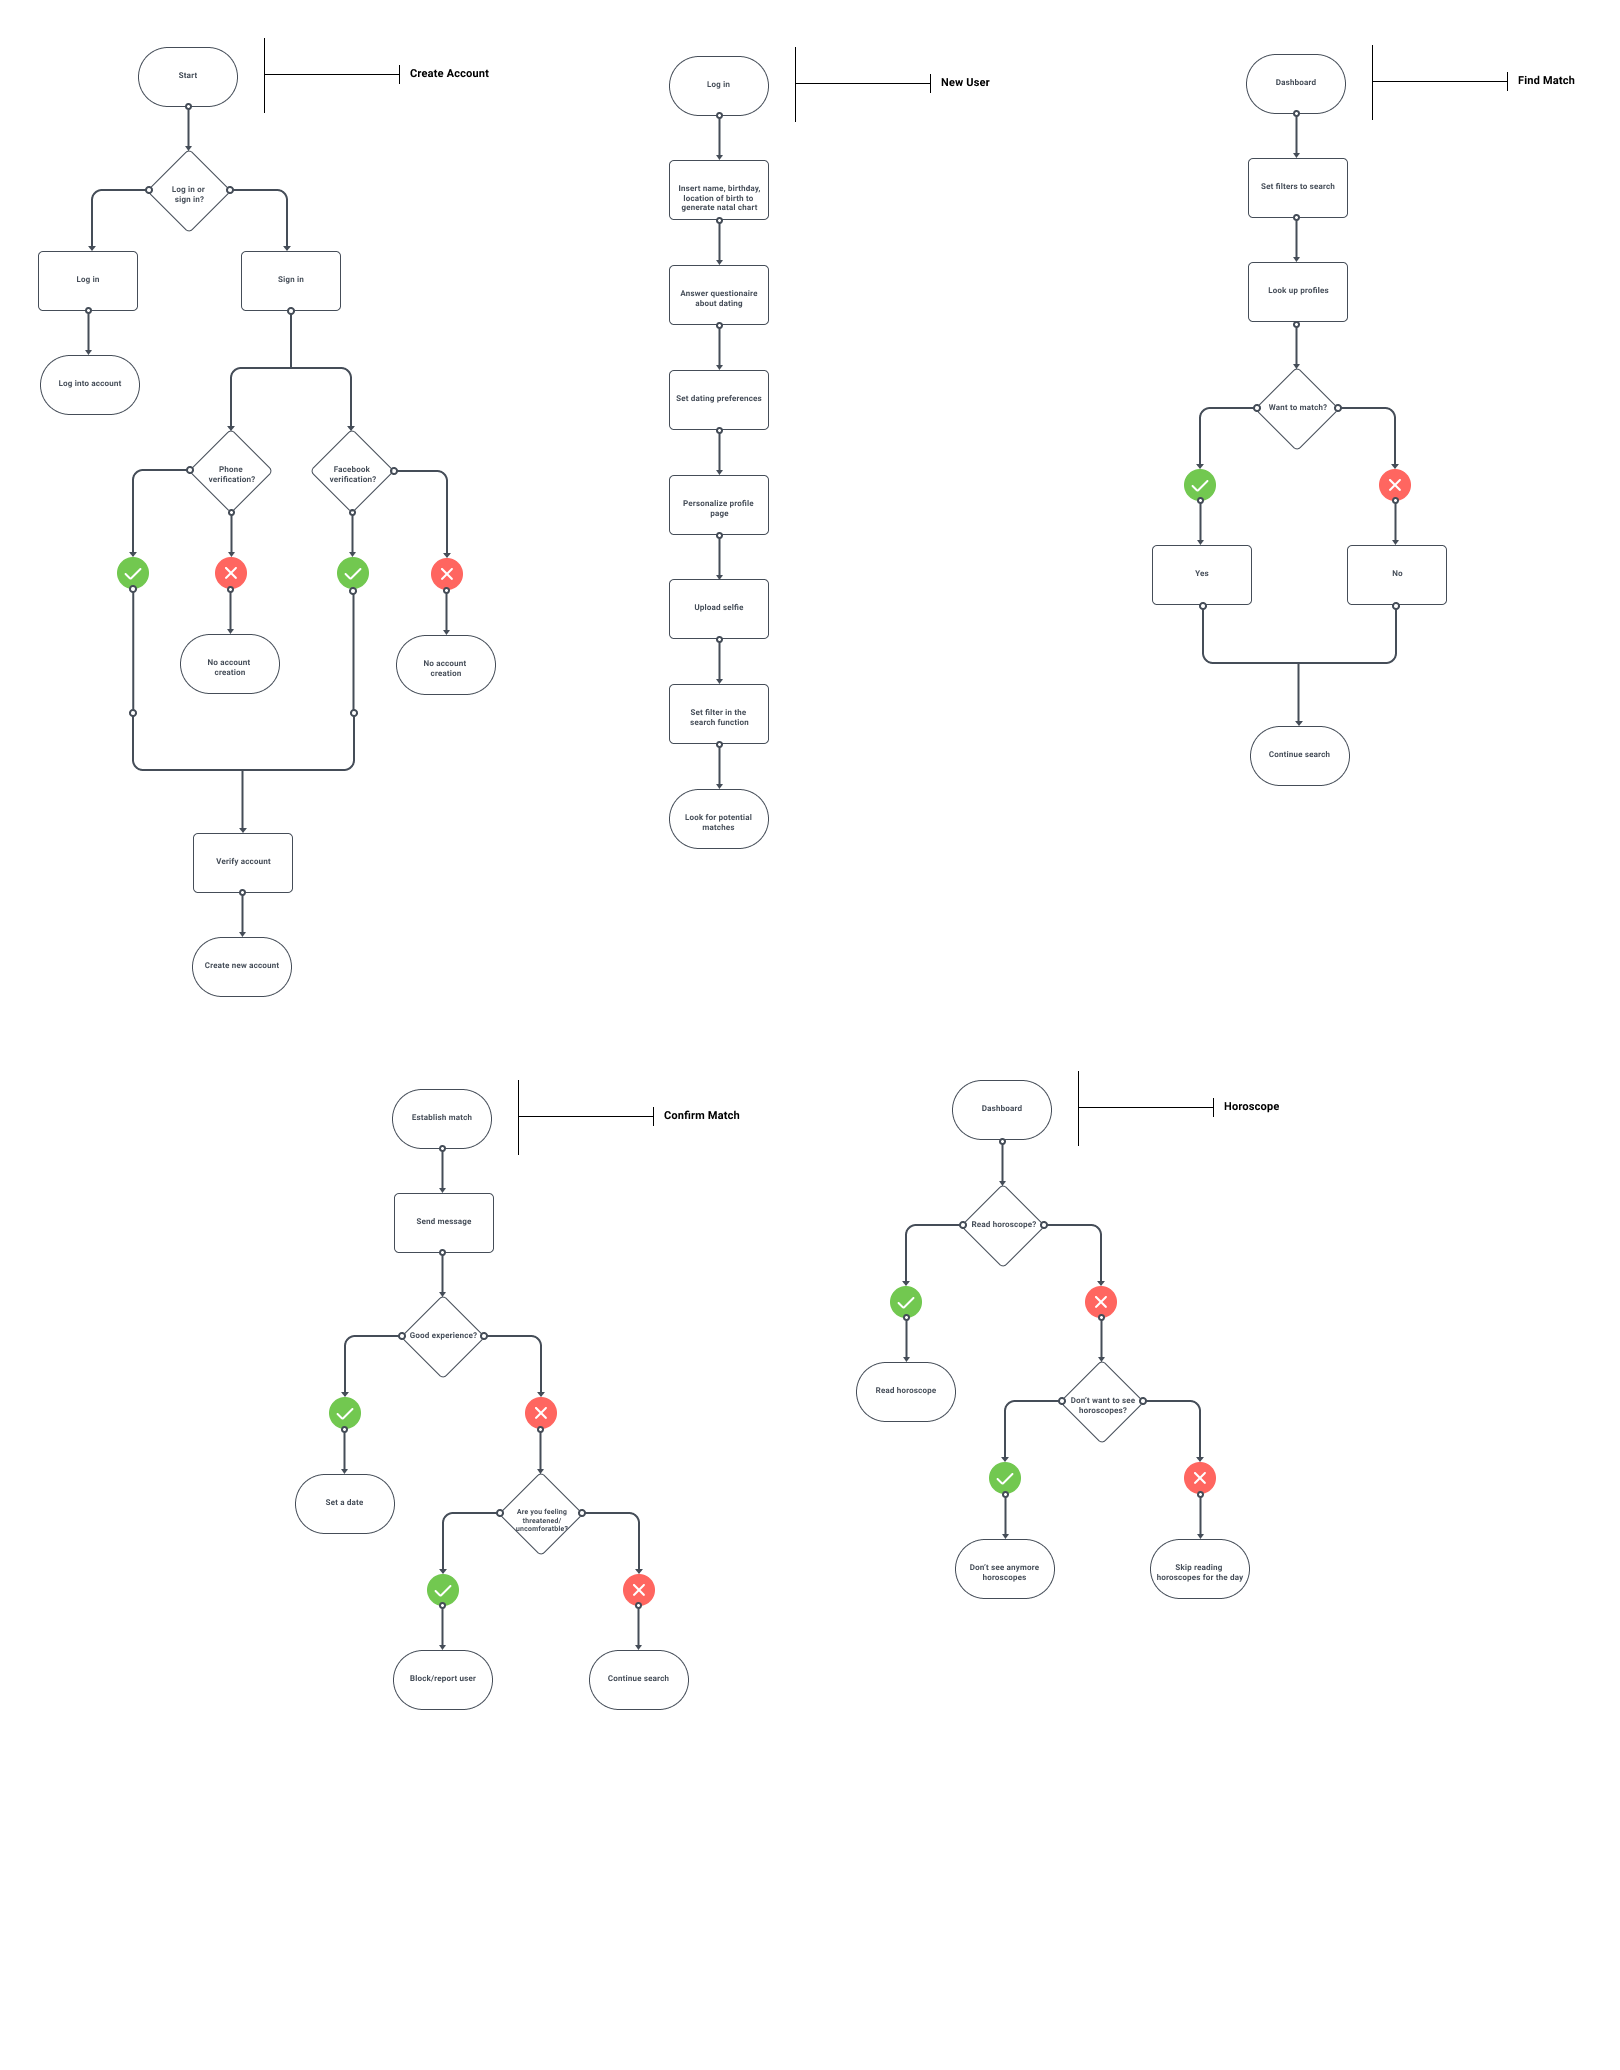 Start
Create Account
Log in or
sign in?
Log in
Sign in
Log into account
Phone
verification?
Facebook
verification?
No account
creation
No account
creation
Verify account
Create new account
Log in
New User
Insert name, birthday,
location of birth to
generate natal chart
Answer questionaire
about dating
Set dating preferences
Personalize profile
page
Upload selfie
Set filter in the
search function
Look for potential
matches
Dashboard
Find Match
Set filters to search
Look up profiles
Want to match?
Yes
No
Continue search
Establish match
Confirm Match
Send message
Good experience?
Set a date
Are you feeling
threatened/
uncomforatble?
Block/report user
Continue search
Dashboard
Horoscope
Read horoscope?
Read horoscope
Don't want to see
horoscopes?
Don't see anymore
horoscopes
Skip reading
horoscopes for the day